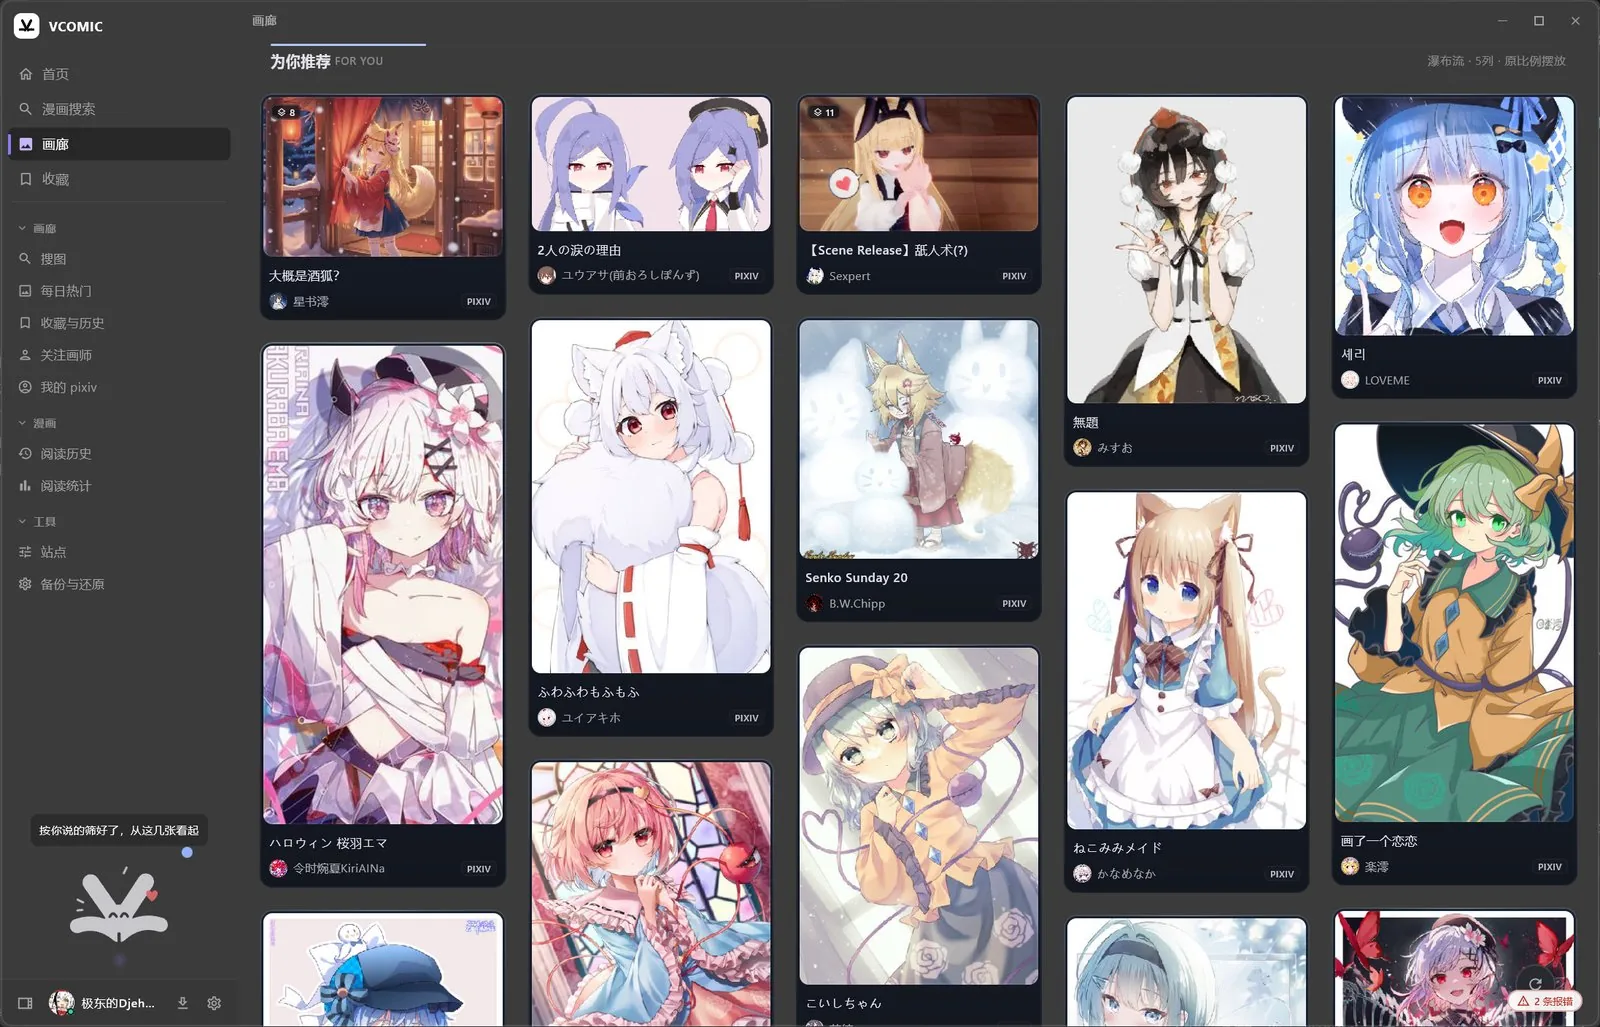 VCOMIC
首页
漫画搜索
画廊
收藏
画廊
搜图
每日热门
收藏与历史
关注画师
我的 pixiv
漫画
阅读历史
阅读统计
工具
站点
备份与还原
按你说的筛好了，从这几张看起
极东的Djeh...
画廊
为你推荐 FOR YOU
瀑布流 · 5列 · 原比例摆放
8
大概是酒狐?
星书澪
PIXIV
ハロウィン 桜羽エマ
令时婉夏KiriAINa
PIXIV
2人の涙の理由
ユウアサ(萠おろしぽんず)
PIXIV
ふわふわもふもふ
ユイアキホ
PIXIV
11
【Scene Release】舐人术(?)
Sexpert
PIXIV
Senko Sunday 20
B.W.Chipp
PIXIV
こいしちゃん
無題
みすお
PIXIV
ねこみみメイド
かなめなか
PIXIV
셰리
LOVEME
PIXIV
画了一个恋恋
楽澪
PIXIV
2 条报错